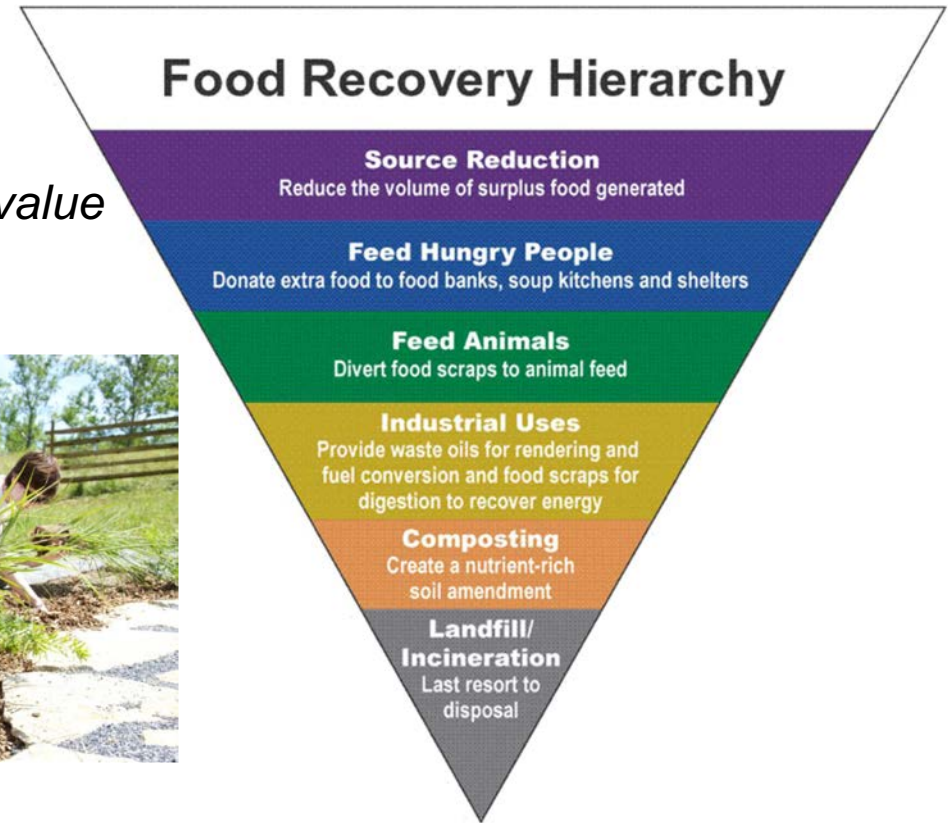 Food Recovery Hierarchy
Source Reduction
Reduce the volume of surplus food generated
value
Feed Hungry People
Donate extra food to food banks, soup kitchens and shelters
Feed Animals
Divert food scraps to animal feed
Industrial Uses
Provide waste oils for rendering and
fuel conversion and food scraps for
digestion to recover energy
Composting
Create a nutrient-rich
soil amendment
Landfill/
Incineration
Last resort to
disposal